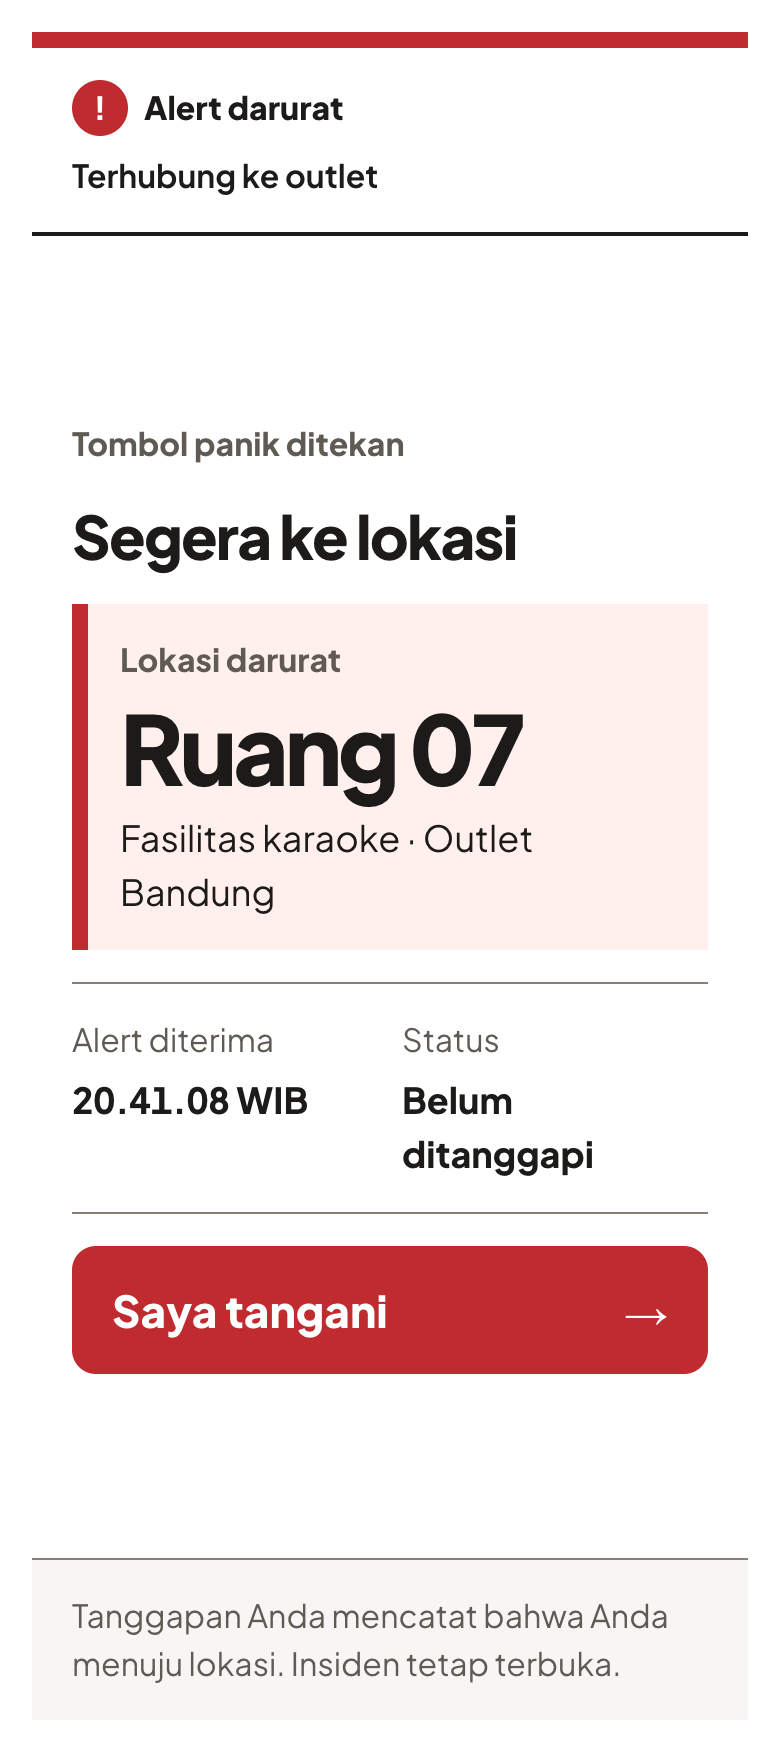 !
Alert darurat
Terhubung ke outlet
Tombol panik ditekan
Segera ke lokasi
Lokasi darurat
Ruang 07
Fasilitas karaoke · Outlet
Bandung
Alert diterima
20.41.08 WIB
Status
Belum
ditanggapi
Saya tangani →
Tanggapan Anda mencatat bahwa Anda
menuju lokasi. Insiden tetap terbuka.